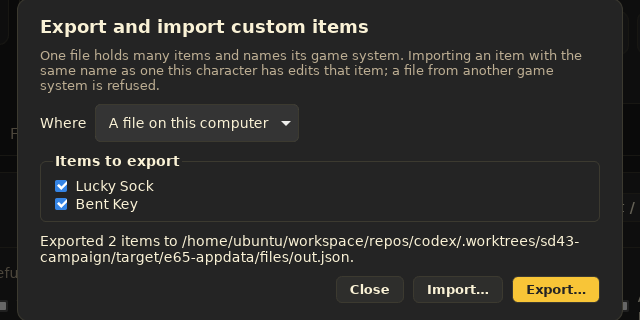 Export and import custom items
One file holds many items and names its game system. Importing an item with the
same name as one this character has edits that item; a file from another game
system is refused.
Where A file on this computer
Items to export
Lucky Sock
Bent Key
Exported 2 items to /home/ubuntu/workspace/repos/codex/.worktrees/sd43-
campaign/target/e65-appdata/files/out.json.
Close Import... Export...